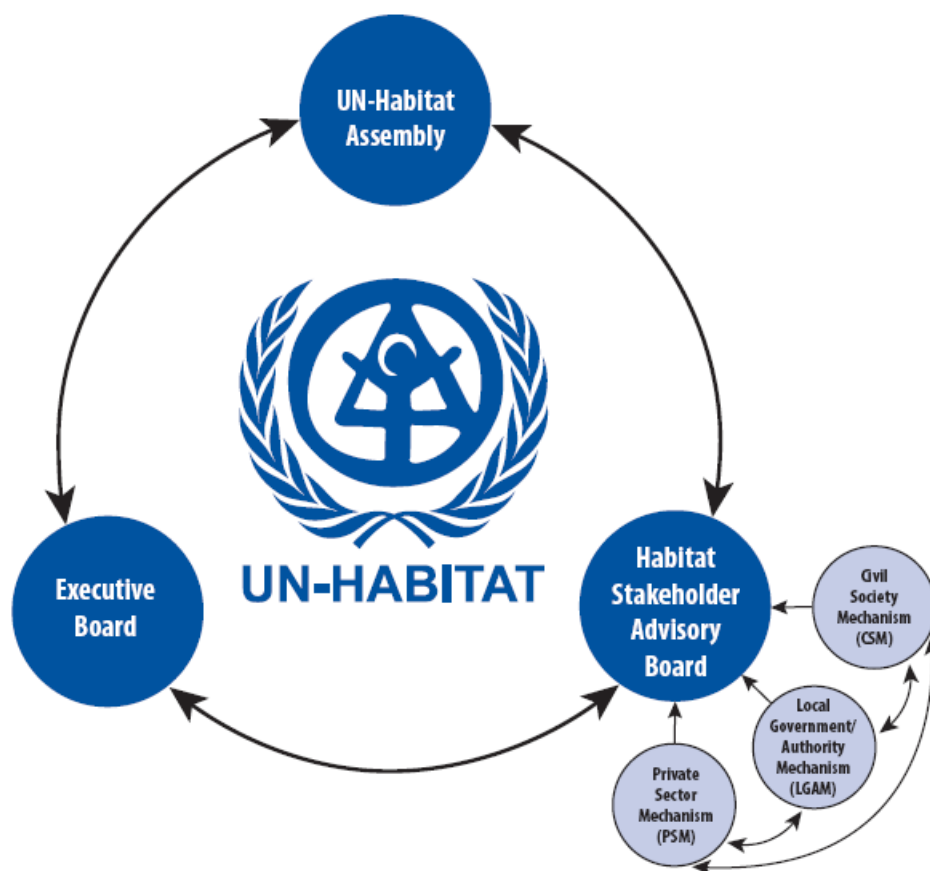 UN-Habitat
Assembly
UN-HABITAT
Executive
Board
Habitat
Stakeholder
Advisory
Board
Civil
Society
Mechanism
(CSM)
Local
Government/
Authority
Mechanism
(LGAM)
Private
Sector
Mechanism
(PSM)